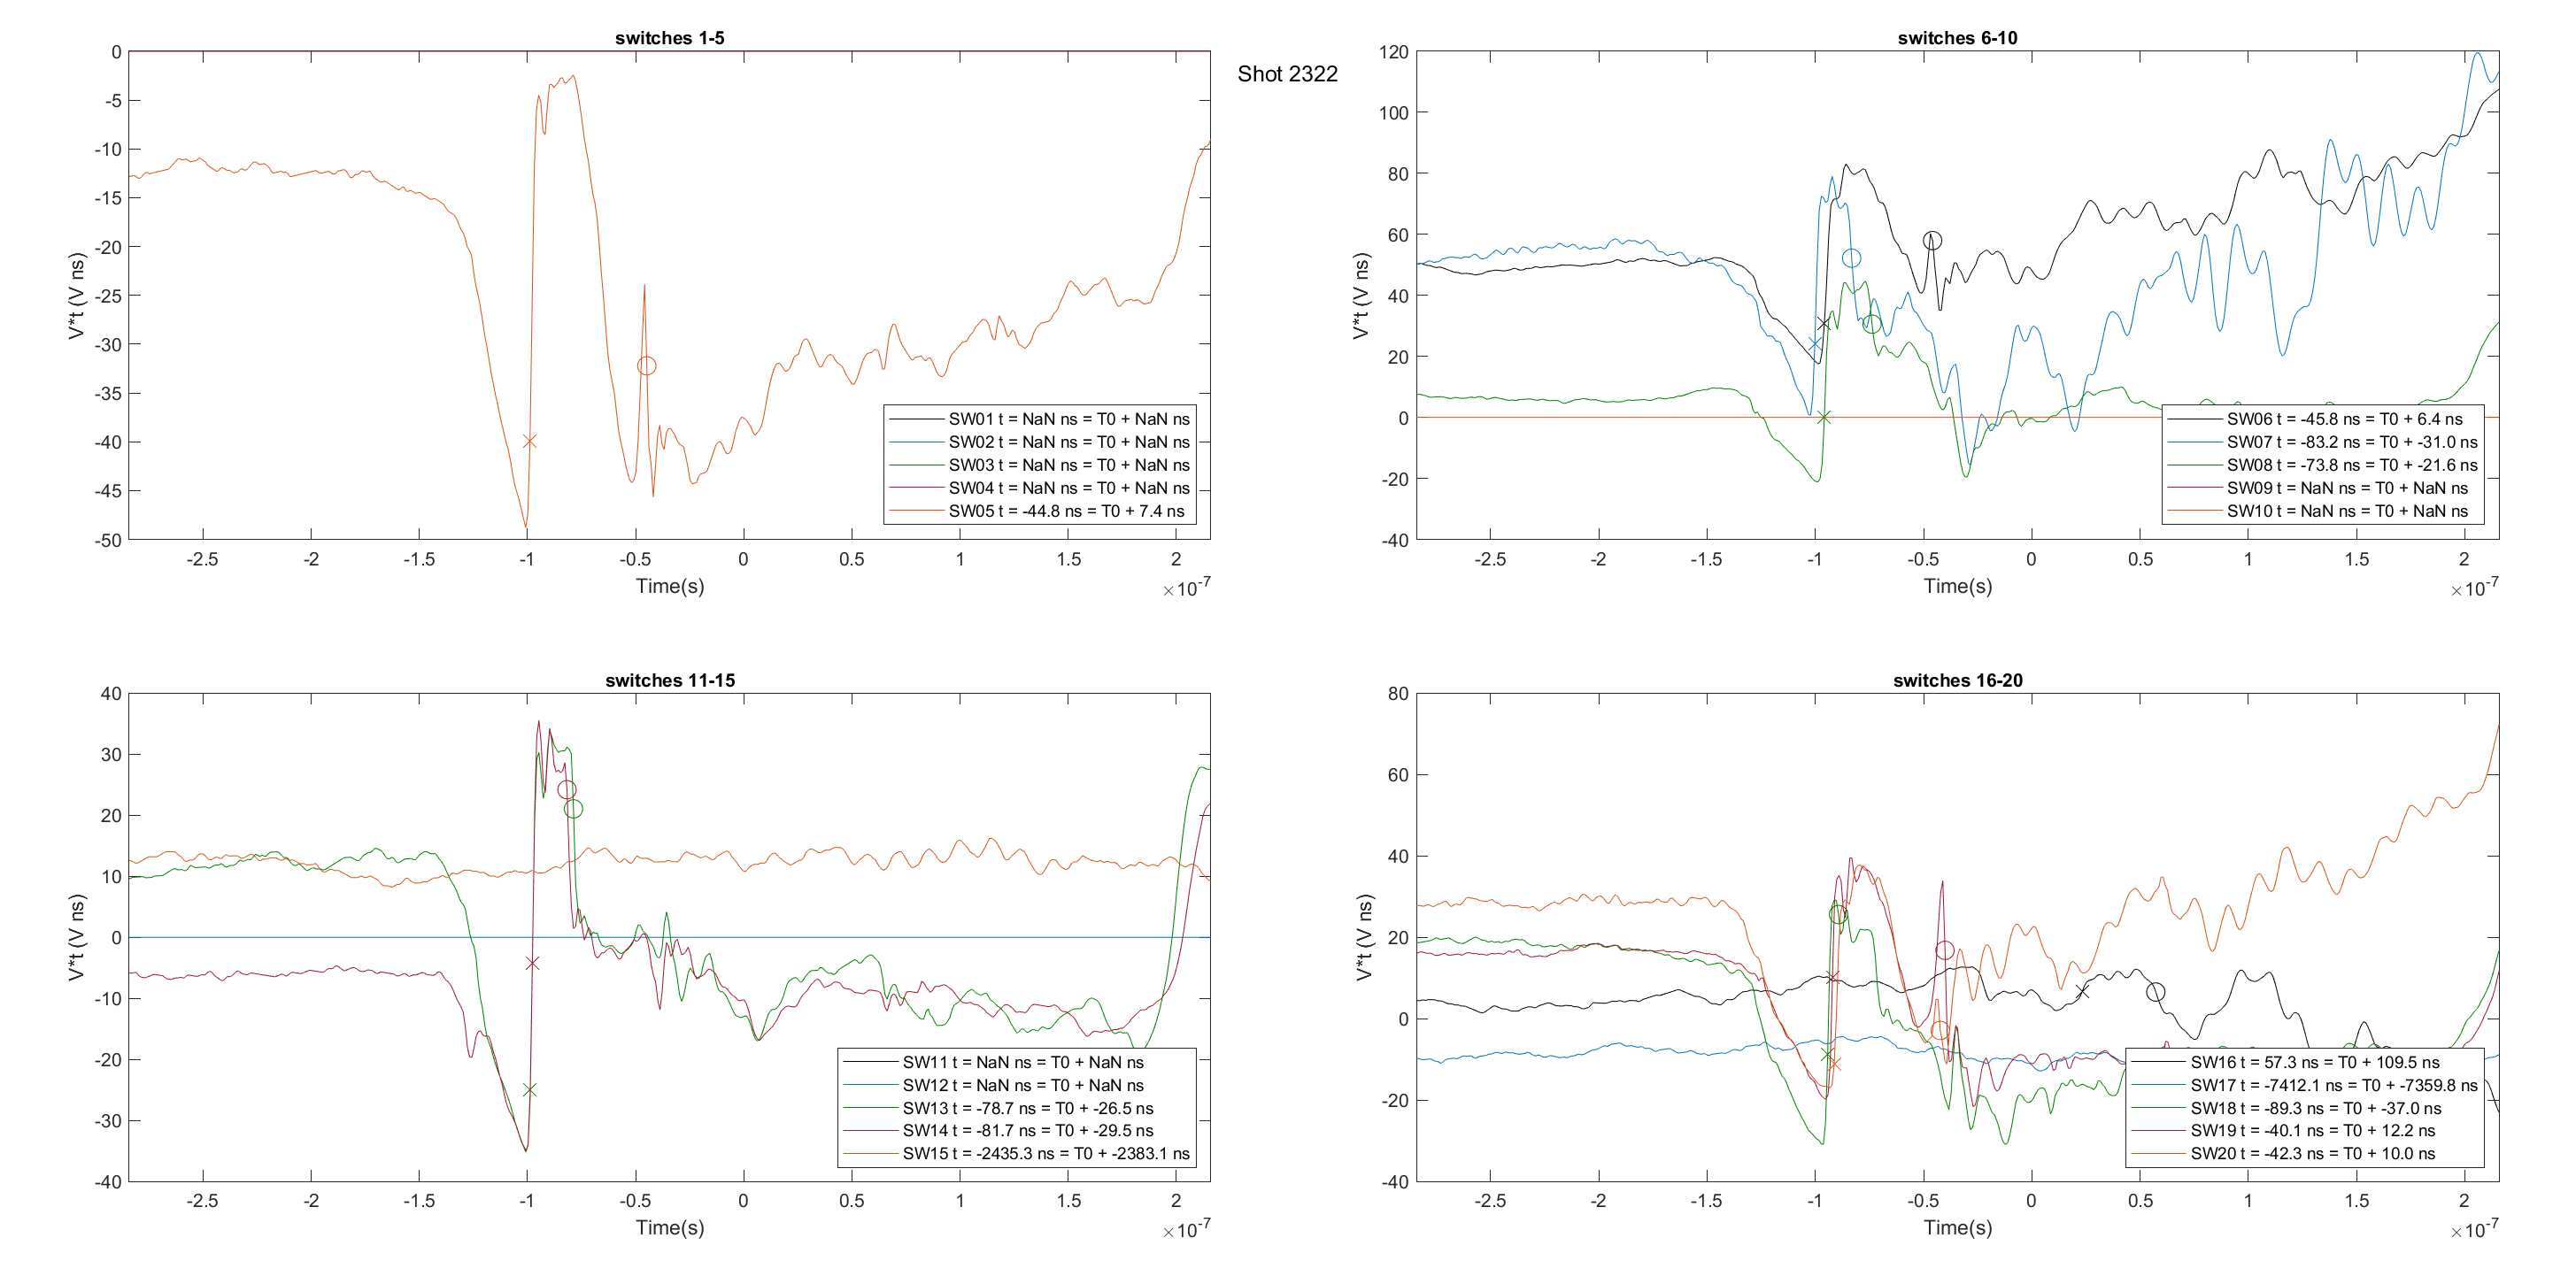 Shot 2322
switches 1-5
0
-5
-10
-15
-20
-25
-30
-35
-40
-45
-50
V*t (V ns)
-2.5 -2 -1.5 -1 -0.5 0 0.5 1 1.5 2
Time(s)
×10-7
SW01 t = NaN ns = T0 + NaN ns
SW02 t = NaN ns = T0 + NaN ns
SW03 t = NaN ns = T0 + NaN ns
SW04 t = NaN ns = T0 + NaN ns
SW05 t = -44.8 ns = T0 + 7.4 ns
switches 6-10
120
100
80
60
40
20
0
-20
-40
V*t (V ns)
-2.5 -2 -1.5 -1 -0.5 0 0.5 1 1.5 2
Time(s)
×10-7
SW06 t = -45.8 ns = T0 + 6.4 ns
SW07 t = -83.2 ns = T0 + -31.0 ns
SW08 t = -73.8 ns = T0 + -21.6 ns
SW09 t = NaN ns = T0 + NaN ns
SW10 t = NaN ns = T0 + NaN ns
switches 11-15
40
30
20
10
0
-10
-20
-30
-40
V*t (V ns)
-2.5 -2 -1.5 -1 -0.5 0 0.5 1 1.5 2
Time(s)
×10-7
SW11 t = NaN ns = T0 + NaN ns
SW12 t = NaN ns = T0 + NaN ns
SW13 t = -78.7 ns = T0 + -26.5 ns
SW14 t = -81.7 ns = T0 + -29.5 ns
SW15 t = -2435.3 ns = T0 + -2383.1 ns
switches 16-20
80
60
40
20
0
-20
-40
V*t (V ns)
-2.5 -2 -1.5 -1 -0.5 0 0.5 1 1.5 2
Time(s)
×10-7
SW16 t = 57.3 ns = T0 + 109.5 ns
SW17 t = -7412.1 ns = T0 + -7359.8 ns
SW18 t = -89.3 ns = T0 + -37.0 ns
SW19 t = -40.1 ns = T0 + 12.2 ns
SW20 t = -42.3 ns = T0 + 10.0 ns